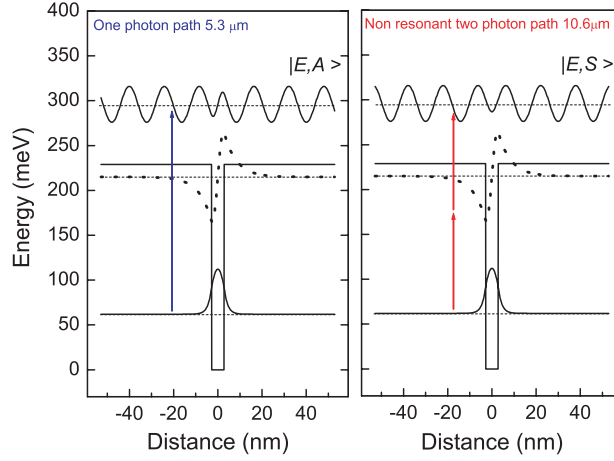 One photon path 5.3 μm
Non resonant two photon path 10.6μm
|E,A >
|E,S >
Energy (meV)
400
350
300
250
200
150
100
50
0
-40 -20 0 20 40
-40 -20 0 20 40
Distance (nm)
Distance (nm)